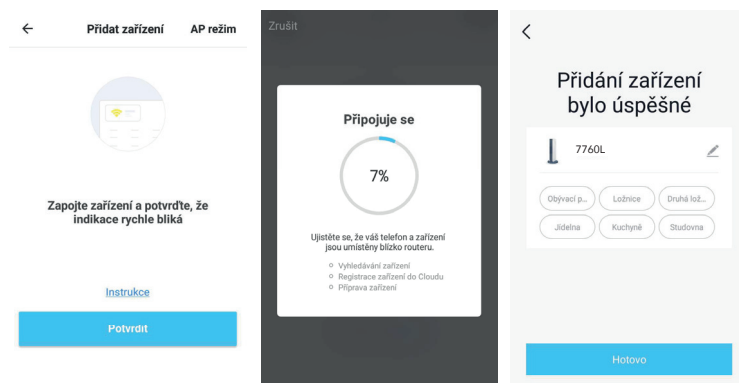 Přidat zařízení
AP režim
Zapojte zařízení a potvrďte, že
indikace rychle bliká
Instrukce
Potvrdit
Zrušit
Připojuje se
7%
Ujistěte se, že váš telefon a zařízení
jsou umístěny blízko routeru.
Vyhledávání zařízení
Registrace zařízení do Cloudu
Příprava zařízení
Přidání zařízení
bylo úspěšné
7760L
Obývací p...
Ložnice
Druhá lož...
Jídelna
Kuchyně
Studovna
Hotovo